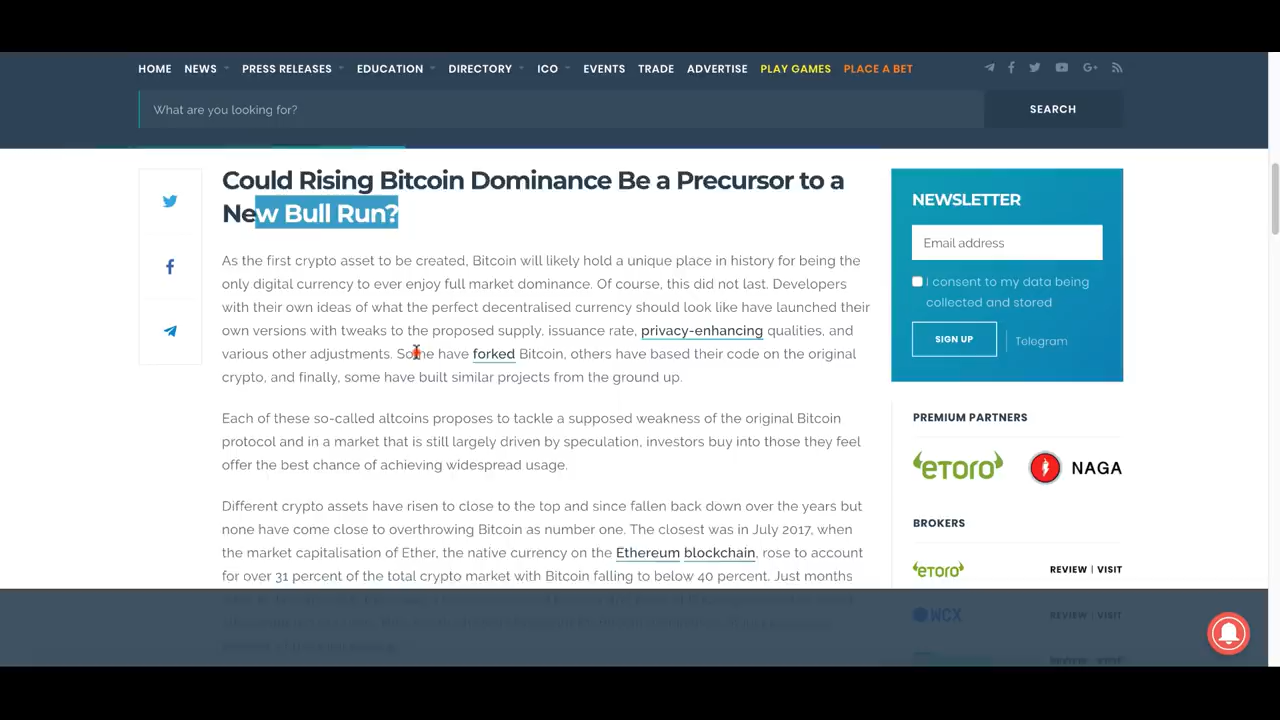 HOME NEWS PRESS RELEASES EDUCATION DIRECTORY ICO EVENTS TRADE ADVERTISE PLAY GAMES PLACE A BET
What are you looking for? SEARCH
Could Rising Bitcoin Dominance Be a Precursor to a
New Bull Run?
As the first crypto asset to be created, Bitcoin will likely hold a unique place in history for being the
only digital currency to ever enjoy full market dominance. Of course, this did not last. Developers
with their own ideas of what the perfect decentralised currency should look like have launched their
own versions with tweaks to the proposed supply, issuance rate, privacy-enhancing qualities, and
various other adjustments. Some have forked Bitcoin, others have based their code on the original
crypto, and finally, some have built similar projects from the ground up.
Each of these so-called altcoins proposes to tackle a supposed weakness of the original Bitcoin
protocol and in a market that is still largely driven by speculation, investors buy into those they feel
offer the best chance of achieving widespread usage.
Different crypto assets have risen to close to the top and since fallen back down over the years but
none have come close to overthrowing Bitcoin as number one. The closest was in July 2017, when
the market capitalisation of Ether, the native currency on the Ethereum blockchain, rose to account
for over 31 percent of the total crypto market with Bitcoin falling to below 40 percent. Just months
NEWSLETTER
Email address
I consent to my data being
collected and stored
SIGN UP Telegram
PREMIUM PARTNERS
eToro NAGA
BROKERS
eToro REVIEW | VISIT
WCX REVIEW | VISIT
REVIEW | VISIT